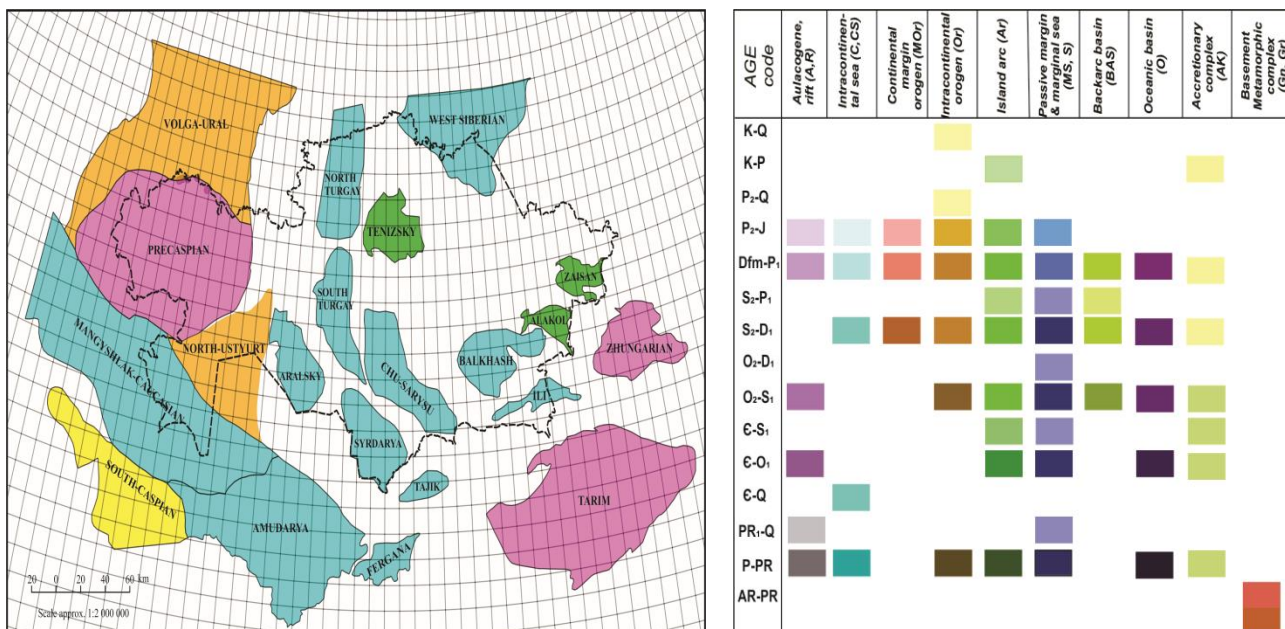 VOLGA-URAL
WEST SIBERIAN
NORTH
TURGAY
TENIZSKY
PRECASPIAN
ZAISAN
SOUTH
TURGAY
ALAKOL
MANGYSHLAK-CAUCASIAN
NORTH-USTYURT
ARALSKY
CHU-SARYSU
BALKHASH
ZHUNGARIAN
ILI
SYRDARYA
SOUTH-CASPIAN
TAJIK
TARIM
AMUDARYA
FERGANA
20 0 20 40 60 km
Scale approx. 1:2 000 000
AGE
code
Aulacogene,
rift (A,R)
Intracontinen-
tal sea (C,CS)
Continental
margin
orogen (MOr)
Intracontinental
orogen (Or)
Island arc (Ar)
Passive margin
& marginal sea
(MS, S)
Backarc basin
(BAS)
Oceanic basin
(O)
Accretionary
complex
(AK)
Basement
Metamorphic
complex
(Gn, Gr)
K-Q
K-P
P₂-Q
P₂-J
Dfm-P₁
S₂-P₁
S₂-D₁
O₂-D₁
O₂-S₁
Є-S₁
Є-O₁
Є-Q
PR₁-Q
P-PR
AR-PR